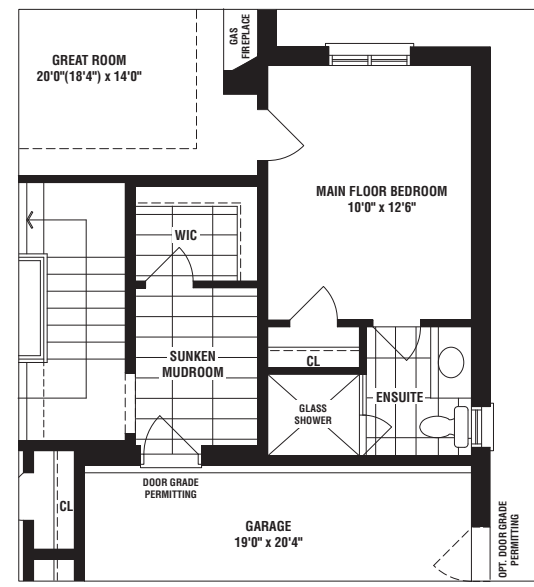 GAS
FIREPLACE
GREAT ROOM
20'0"(18'4") x 14'0"
MAIN FLOOR BEDROOM
10'0" x 12'6"
WIC
SUNKEN
MUDROOM
CL
ENSUITE
GLASS
SHOWER
DOOR GRADE
PERMITTING
CL
GARAGE
19'0" x 20'4"
OPT. DOOR GRADE
PERMITTING